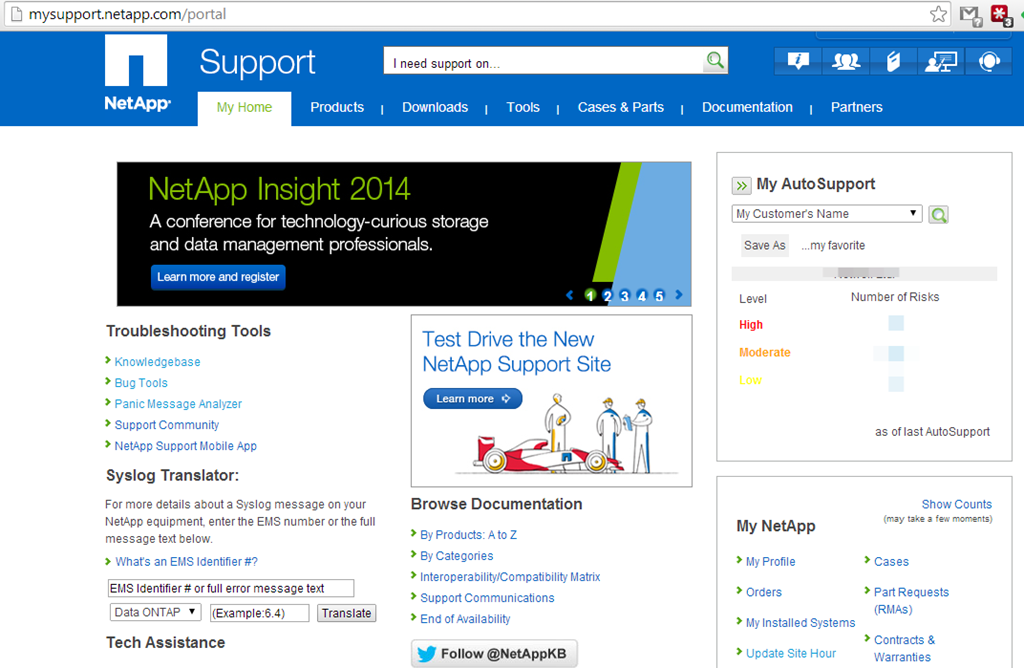 mysupport.netapp.com/portal
3
NetApp
Support
I need support on...
My Home
Products
Downloads
Tools
Cases & Parts
Documentation
Partners
NetApp Insight 2014
A conference for technology-curious storage
and data management professionals.
Learn more and register
1 2 3 4 5
Troubleshooting Tools
Knowledgebase
Bug Tools
Panic Message Analyzer
Support Community
NetApp Support Mobile App
Syslog Translator:
For more details about a Syslog message on your
NetApp equipment, enter the EMS number or the full
message text below.
What's an EMS Identifier #?
EMS Identifier # or full error message text
Data ONTAP
(Example:6.4)
Translate
Tech Assistance
Test Drive the New
NetApp Support Site
Learn more
Browse Documentation
By Products: A to Z
By Categories
Interoperability/Compatibility Matrix
Support Communications
End of Availability
Follow @NetAppKB
My AutoSupport
My Customer's Name
Save As
...my favorite
Level
Number of Risks
High
Moderate
Low
as of last AutoSupport
Show Counts
(may take a few moments)
My NetApp
My Profile
Orders
My Installed Systems
Update Site Hour
Cases
Part Requests
(RMAs)
Contracts &
Warranties